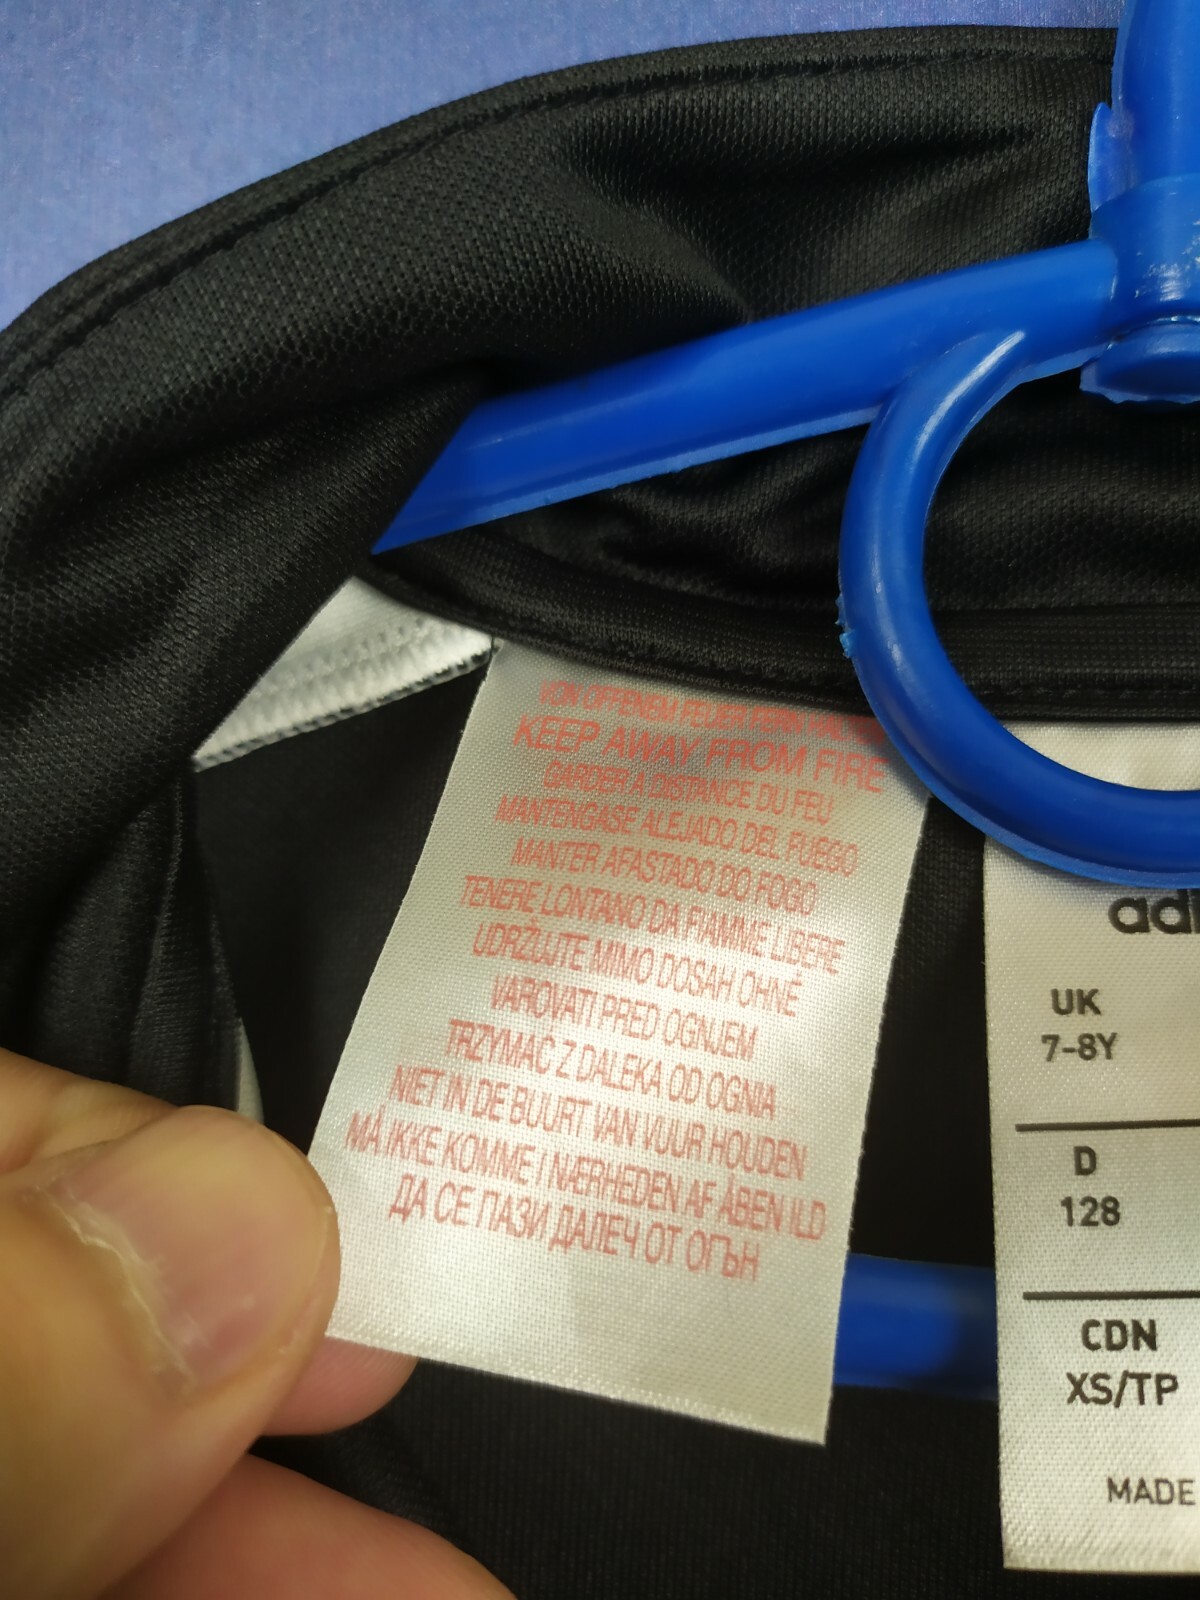 VON OFFENEM FEUER FERN
KEEP AWAY FROM FIRE
GARDER A DISTANCE DU FEU
MANTENGASE ALEJADO DEL FUEGO
MANTER AFASTADO DO FOGO
TENERE LONTANO DA FIAMME LIBERE
UDRŽUJTE MIMO DOSAH OHNĚ
VAROVATI PRED OGNJEM
TRZYMAĆ Z DALEKA OD OGNIA
NIET IN DE BUURT VAN VUUR HOUDEN
MÅ IKKE KOMME I NÆRHEDEN AF ÅBEN ILD
ДА СЕ ПАЗИ ДАЛЕЧ ОТ ОГЪН
adi
UK
7-8Y
D
128
CDN
XS/TP
MADE